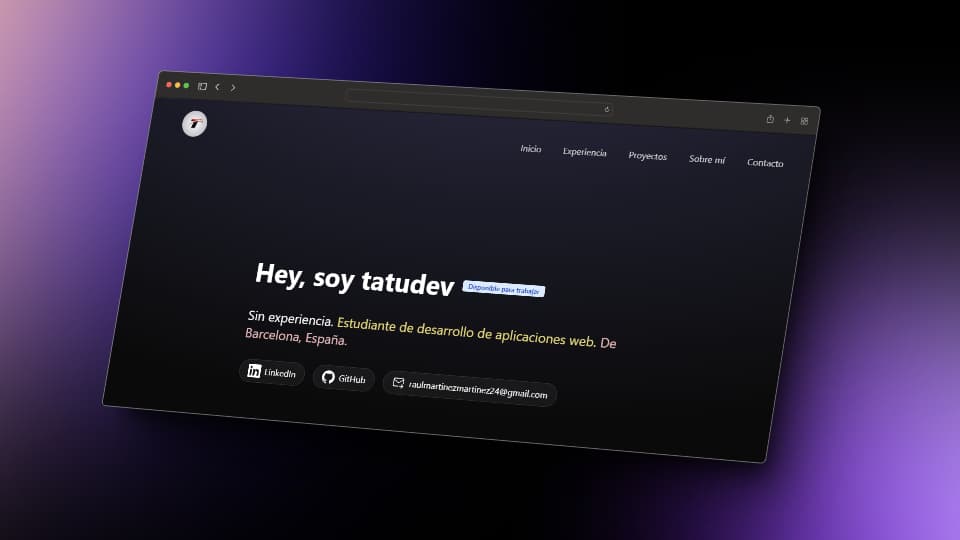 Inicio Experiencia Proyectos Sobre mí Contacto
Hey, soy tatudev Disponible para trabajar
Sin experiencia. Estudiante de desarrollo de aplicaciones web. De
Barcelona, España.
LinkedIn GitHub raulmartinezmartinez24@gmail.com